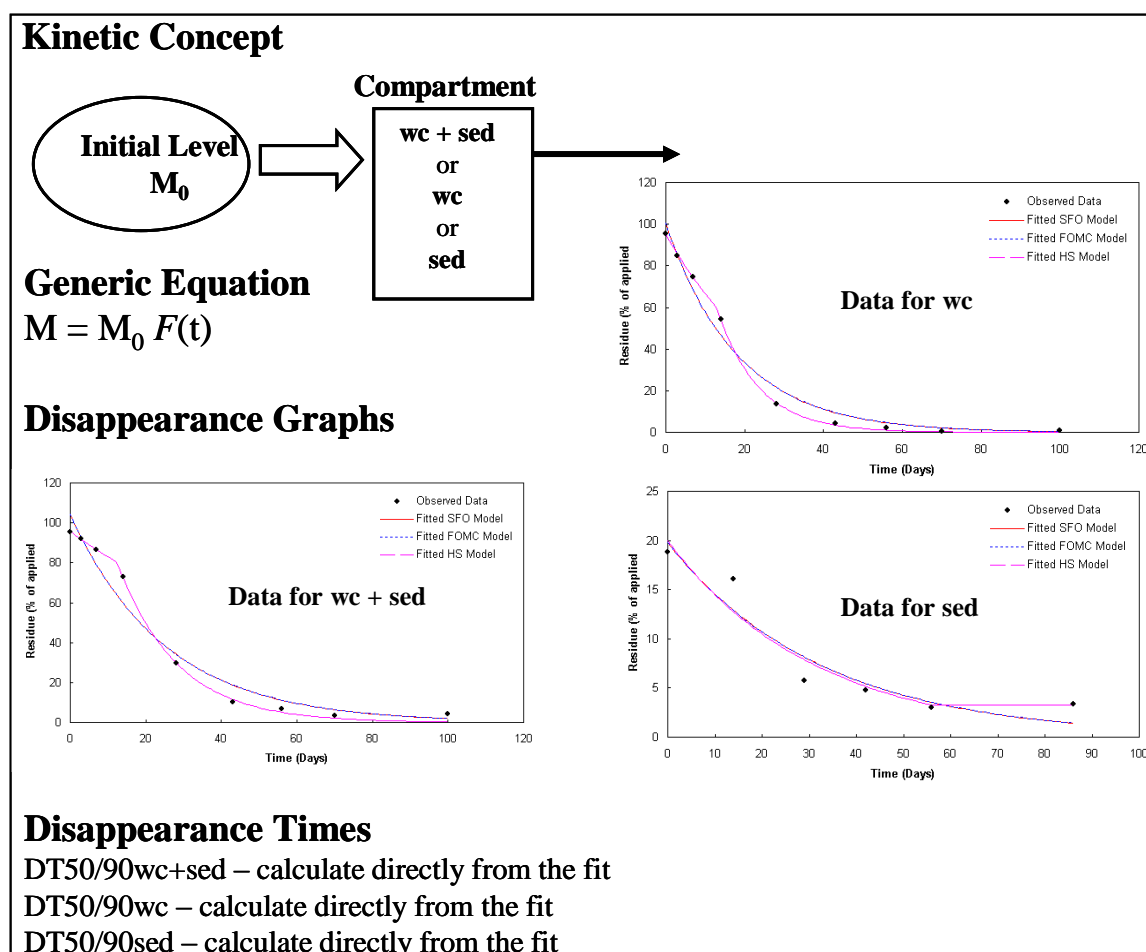 Kinetic Concept
Compartment
Initial Level
M₀
wc + sed
or
wc
or
sed
Generic Equation
M = M₀ F(t)
120
100
80
60
40
20
0
Residue (% of applied
Observed Data
Fitted SFO Model
Fitted FOMC Model
Fitted HS Model
Data for wc
0 20 40 60 80 100 120
Time (Days)
Disappearance Graphs
120
100
80
60
40
20
0
Residue (% of applied
Observed Data
Fitted SFO Model
Fitted FOMC Model
Fitted HS Model
Data for wc + sed
0 20 40 60 80 100 120
Time (Days)
25
20
15
10
5
0
Residue (% of applied
Observed Data
Fitted SFO Model
Fitted FOMC Model
Fitted HS Model
Data for sed
0 10 20 30 40 50 60 70 80 90 100
Time (Days)
Disappearance Times
DT50/90wc+sed – calculate directly from the fit
DT50/90wc – calculate directly from the fit
DT50/90sed – calculate directly from the fit